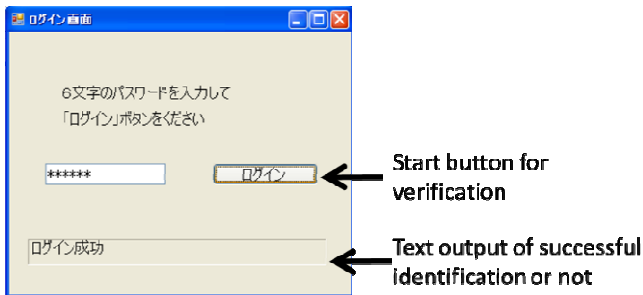 ログイン画面
6文字のパスワードを入力して
「ログイン」ボタンをください
******
ログイン
Start button for
verification
ログイン成功
Text output of successful
identification or not